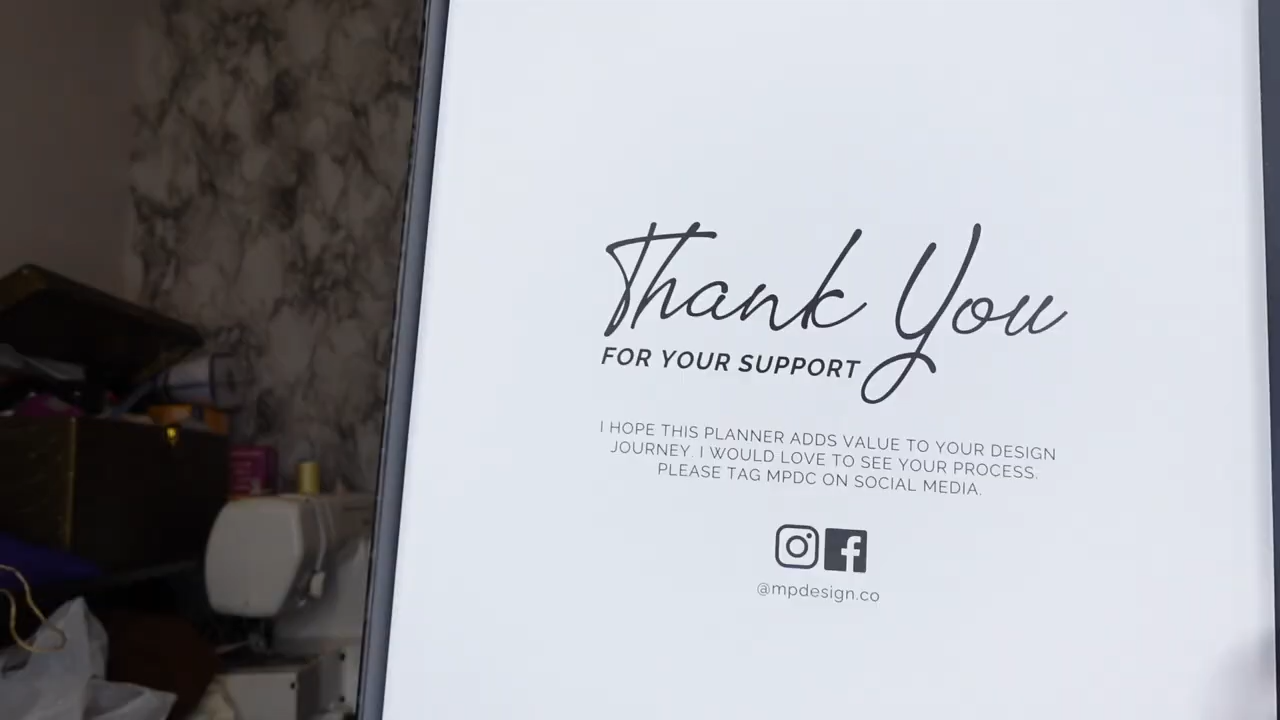 Thank You
FOR YOUR SUPPORT
I HOPE THIS PLANNER ADDS VALUE TO YOUR DESIGN
JOURNEY. I WOULD LOVE TO SEE YOUR PROCESS.
PLEASE TAG MPDC ON SOCIAL MEDIA.
@mpdesign.co